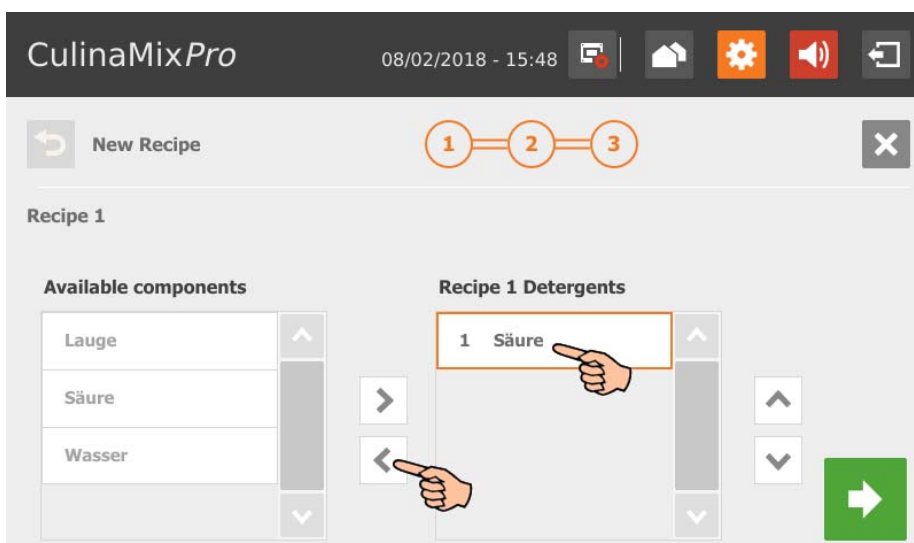 CulinaMixPro
08/02/2018 - 15:48
New Recipe
1
2
3
Recipe 1
Available components
Lauge
Säure
Wasser
Recipe 1 Detergents
1 Säure